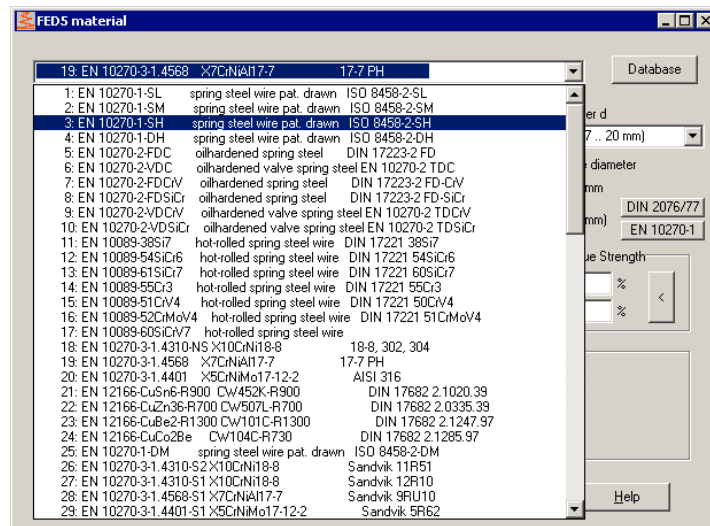 FED5 material
19: EN 10270-3-1.4568 X7CrNiAl17-7 17-7 PH
Database
1: EN 10270-1-SL spring steel wire pat. drawn ISO 8458-2-SL
2: EN 10270-1-SM spring steel wire pat. drawn ISO 8458-2-SM
3: EN 10270-1-SH spring steel wire pat. drawn ISO 8458-2-SH
4: EN 10270-1-DH spring steel wire pat. drawn ISO 8458-2-DH
5: EN 10270-2-FDC oilhardened spring steel DIN 17223-2 FD
6: EN 10270-2-VDC oilhardened valve spring steel EN 10270-2 TDC
7: EN 10270-2-FDCrV oilhardened spring steel DIN 17223-2 FD-CrV
8: EN 10270-2-FDSiCr oilhardened spring steel DIN 17223-2 FD-SiCr
9: EN 10270-2-VDCrV oilhardened valve spring steel EN 10270-2 TDCrV
10: EN 10270-2-VDSiCr oilhardened valve spring steel EN 10270-2 TDSiCr
11: EN 10089-38Si7 hot-rolled spring steel wire DIN 17221 38Si7
12: EN 10089-54SiCr6 hot-rolled spring steel wire DIN 17221 54SiCr6
13: EN 10089-61SiCr7 hot-rolled spring steel wire DIN 17221 60SiCr7
14: EN 10089-55Cr3 hot-rolled spring steel wire DIN 17221 55Cr3
15: EN 10089-51CrV4 hot-rolled spring steel wire DIN 17221 50CrV4
16: EN 10089-52CrMoV4 hot-rolled spring steel wire DIN 17221 51CrMoV4
17: EN 10089-60SiCrV7 hot-rolled spring steel wire
18: EN 10270-3-1.4310-NS X10CrNi18-8 18-8, 302, 304
19: EN 10270-3-1.4568 X7CrNiAl17-7 17-7 PH
20: EN 10270-3-1.4401 X5CrNiMo17-12-2 AISI 316
21: EN 12166-CuSn6-R900 CW452K-R900 DIN 17682 2.1020.39
22: EN 12166-CuZn36-R700 CW507L-R700 DIN 17682 2.0335.39
23: EN 12166-CuBe2-R1300 CW101C-R1300 DIN 17682 2.1247.97
24: EN 12166-CuCo2Be CW104C-R730 DIN 17682 2.1285.97
25: EN 10270-1-DM spring steel wire pat. drawn ISO 8458-2-DM
26: EN 10270-3-1.4310-S2 X10CrNi18-8 Sandvik 11R51
27: EN 10270-3-1.4310-S1 X10CrNi18-8 Sandvik 12R10
28: EN 10270-3-1.4568-S1 X7CrNiAl17-7 Sandvik 9RU10
29: EN 10270-3-1.4401-S1 X5CrNiMo17-12-2 Sandvik 5R62
er d
7 .. 20 mm)
diameter
mm
DIN 2076/77
mm)
EN 10270-1
ue Strength
%
<
%
Help